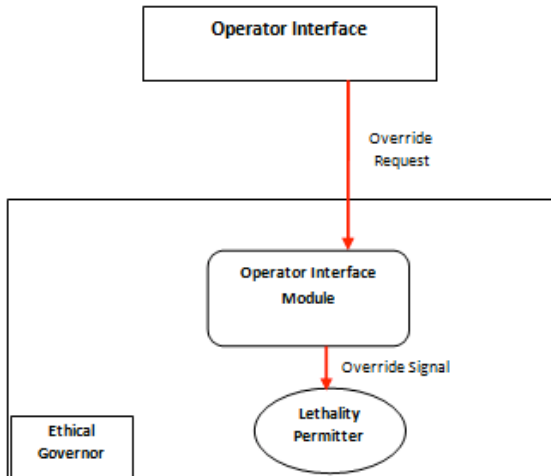 Operator Interface
Override
Request
Operator Interface
Module
Override Signal
Lethality
Permitter
Ethical
Governor